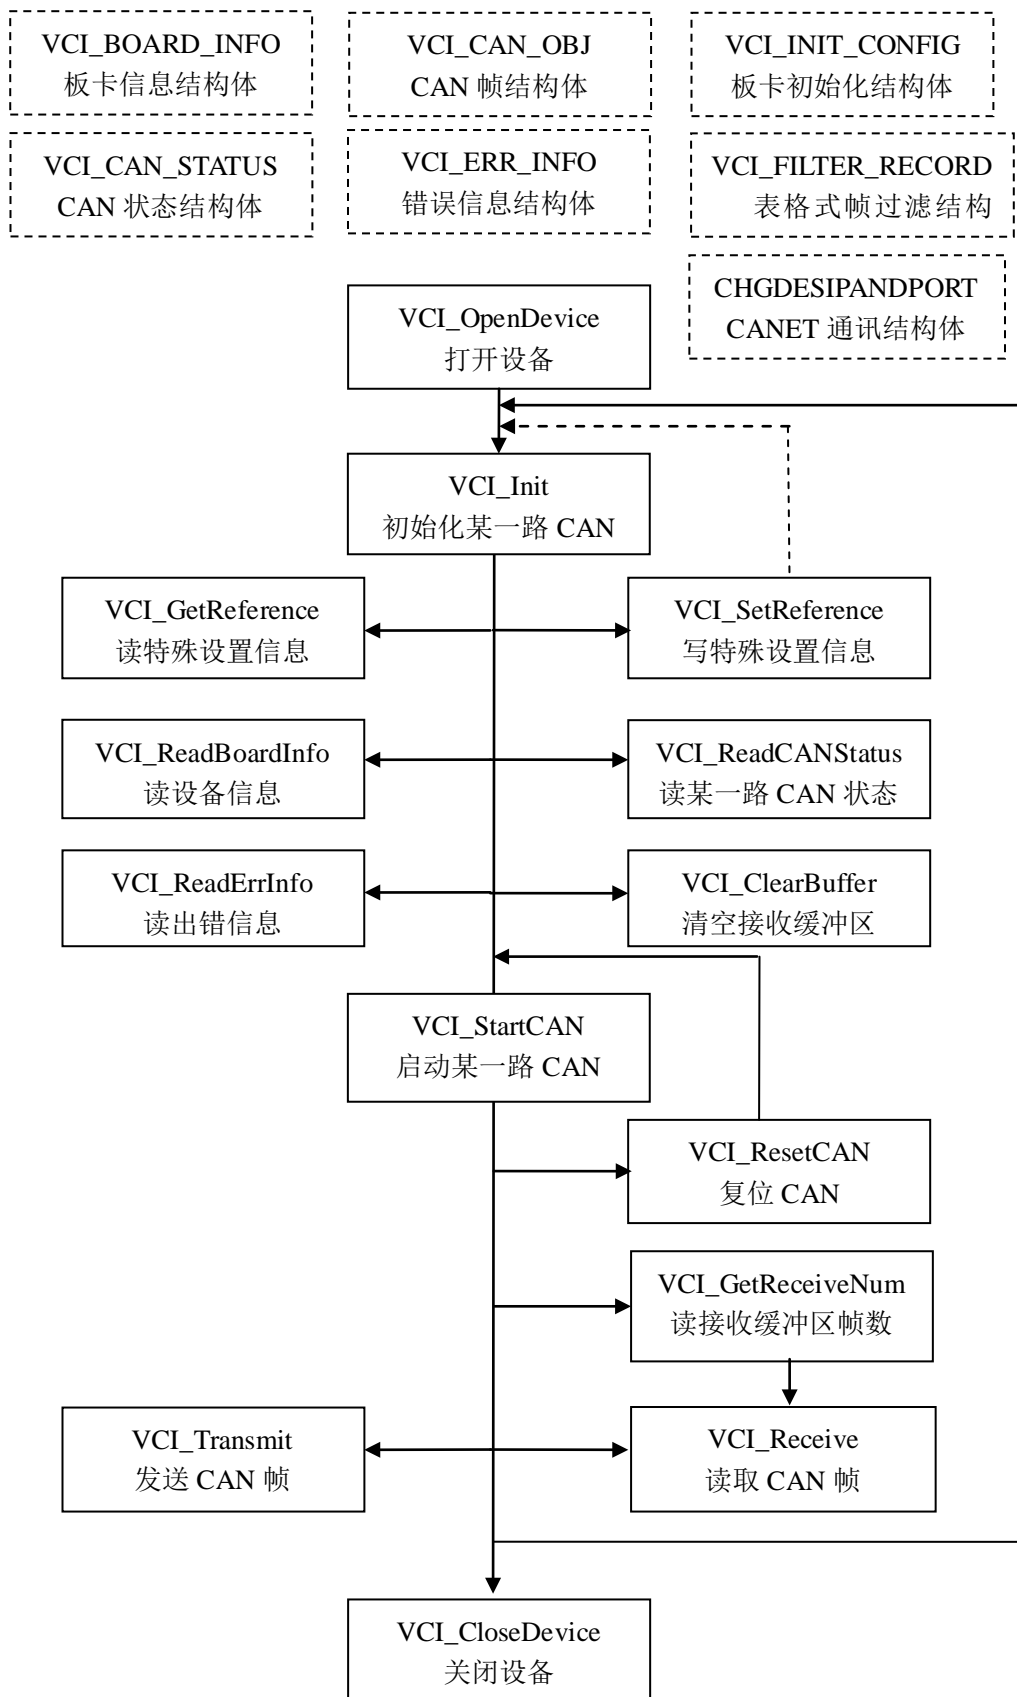 VCI_BOARD_INFO
板卡信息结构体
VCI_CAN_OBJ
CAN 帧结构体
VCI_INIT_CONFIG
板卡初始化结构体
VCI_CAN_STATUS
CAN 状态结构体
VCI_ERR_INFO
错误信息结构体
VCI_FILTER_RECORD
表格式帧过滤结构
CHGDESIPANDPORT
CANET 通讯结构体
VCI_OpenDevice
打开设备
VCI_Init
初始化某一路 CAN
VCI_GetReference
读特殊设置信息
VCI_SetReference
写特殊设置信息
VCI_ReadBoardInfo
读设备信息
VCI_ReadCANStatus
读某一路 CAN 状态
VCI_ReadErrInfo
读出错信息
VCI_ClearBuffer
清空接收缓冲区
VCI_StartCAN
启动某一路 CAN
VCI_ResetCAN
复位 CAN
VCI_GetReceiveNum
读接收缓冲区帧数
VCI_Transmit
发送 CAN 帧
VCI_Receive
读取 CAN 帧
VCI_CloseDevice
关闭设备